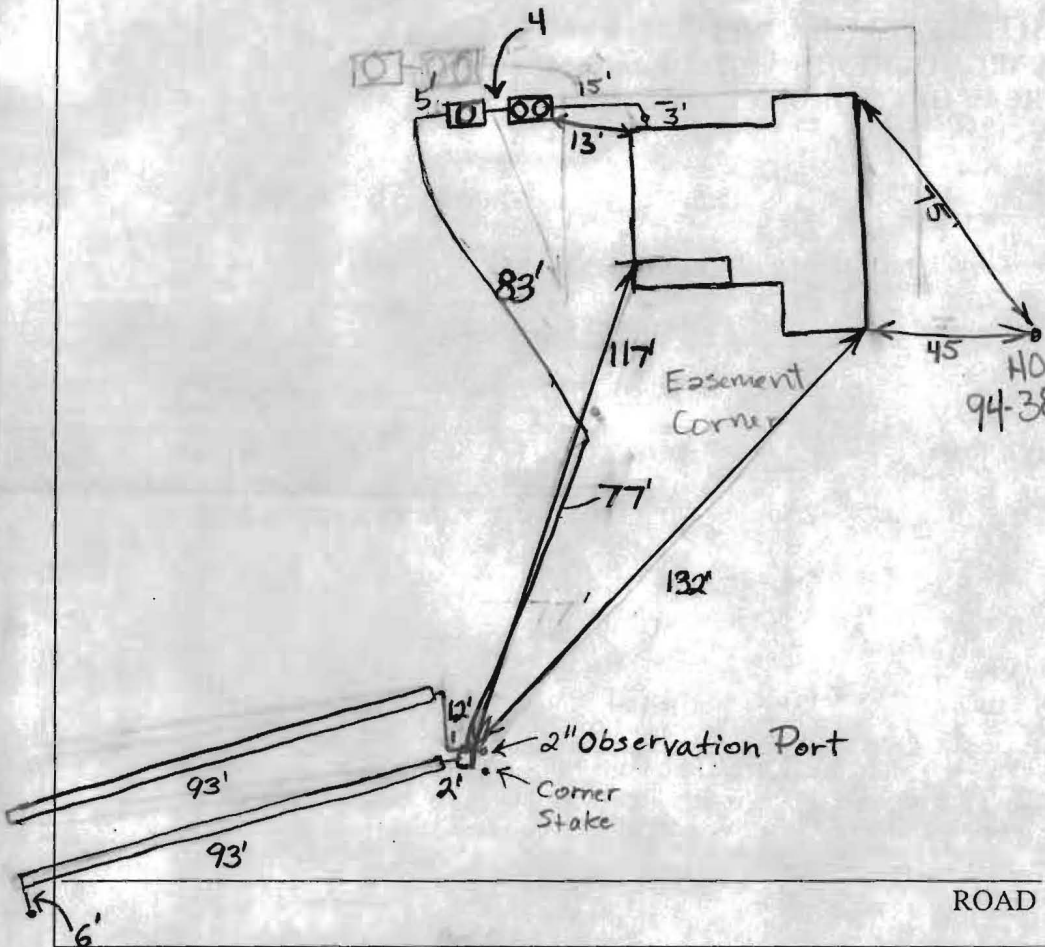 4
5'
15'
3'
13'
75'
83'
117'
45
HO
94-38
Easement
Corner
77'
132'
77'
12'
2" Observation Port
2'
Corner
Stake
93'
93'
6'
ROAD